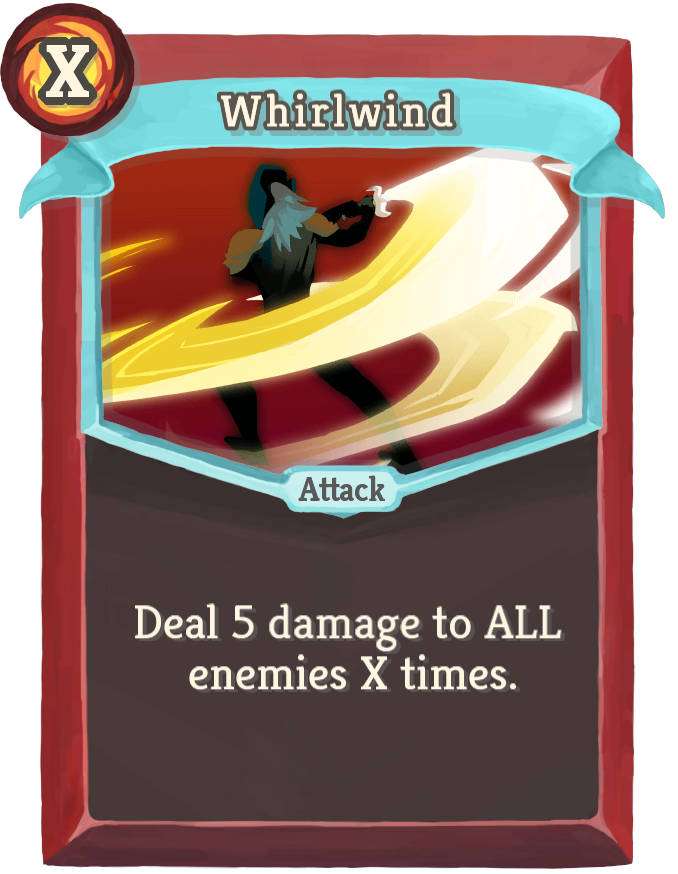 X
Whirlwind
Attack
Deal 5 damage to ALL
enemies X times.